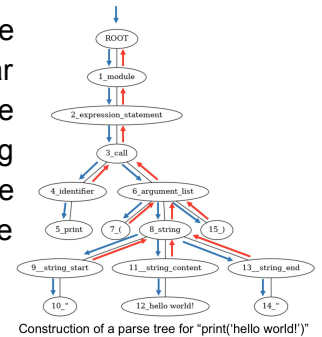 e
ar
e
g
e
e
ROOT
1_module
2_expression_statement
3_call
4_identifier
6_argument_list
5_print
7_(
8_string
15_)
9__string_start
11__string_content
13__string_end
10_"
12_hello world!
14_"
Construction of a parse tree for "print('hello world!')"